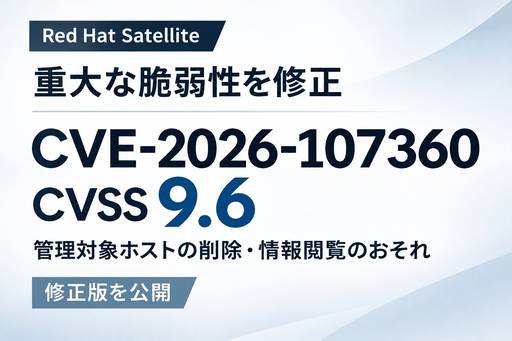 Red Hat Satellite
重大な脆弱性を修正
CVE-2026-107360
CVSS 9.6
管理対象ホストの削除・情報閲覧のおそれ
修正版を公開